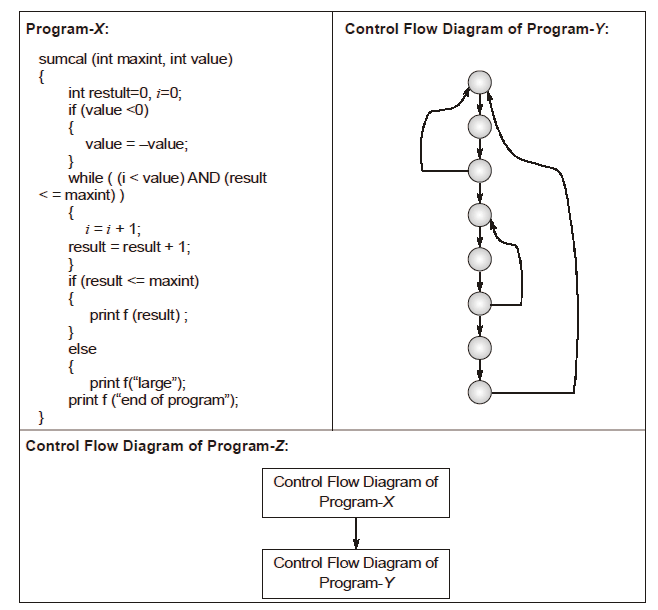 Program-X:
sumcal (int maxint, int value)
{
int restult=0, i=0;
if (value <0)
{
value = –value;
}
while ( (i < value) AND (result
< = maxint) )
{
i = i + 1;
result = result + 1;
}
if (result <= maxint)
{
print f (result) ;
}
else
{
print f(“large”);
print f (“end of program”);
}
Control Flow Diagram of Program-Y:
Control Flow Diagram of Program-Z:
Control Flow Diagram of
Program-X
Control Flow Diagram of
Program-Y